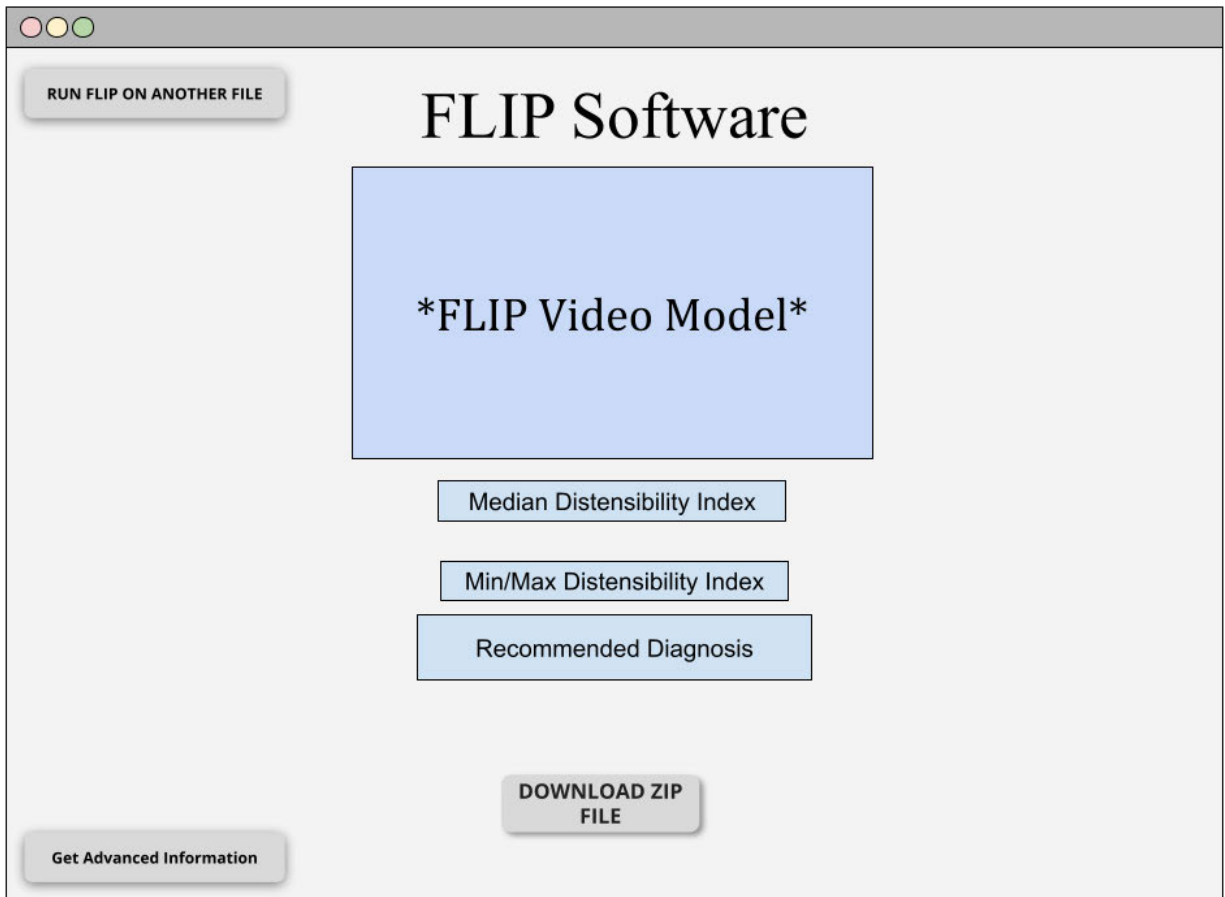 RUN FLIP ON ANOTHER FILE
FLIP Software
*FLIP Video Model*
Median Distensibility Index
Min/Max Distensibility Index
Recommended Diagnosis
DOWNLOAD ZIP
FILE
Get Advanced Information